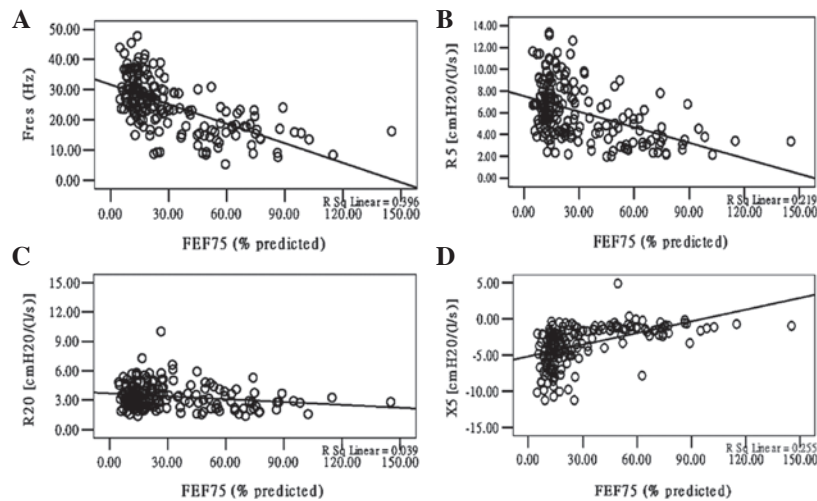 A
Fres (Hz)
50.00
40.00
30.00
20.00
10.00
0.00
R Sq Linear = 0.396
0.00 30.00 60.00 90.00 120.00 150.00
FEF75 (% predicted)
B
R5 [cmH20/(l/s)]
14.00
12.00
10.00
8.00
6.00
4.00
2.00
0.00
R Sq Linear = 0.219
0.00 30.00 60.00 90.00 120.00 150.00
FEF75 (% predicted)
C
R20 [cmH20/(l/s)]
15.00
12.00
9.00
6.00
3.00
0.00
R Sq Linear = 0.039
0.00 30.00 60.00 90.00 120.00 150.00
FEF75 (% predicted)
D
X5 [cmH20/(l/s)]
5.00
0.00
-5.00
-10.00
-15.00
R Sq Linear = 0.255
0.00 30.00 60.00 90.00 120.00 150.00
FEF75 (% predicted)